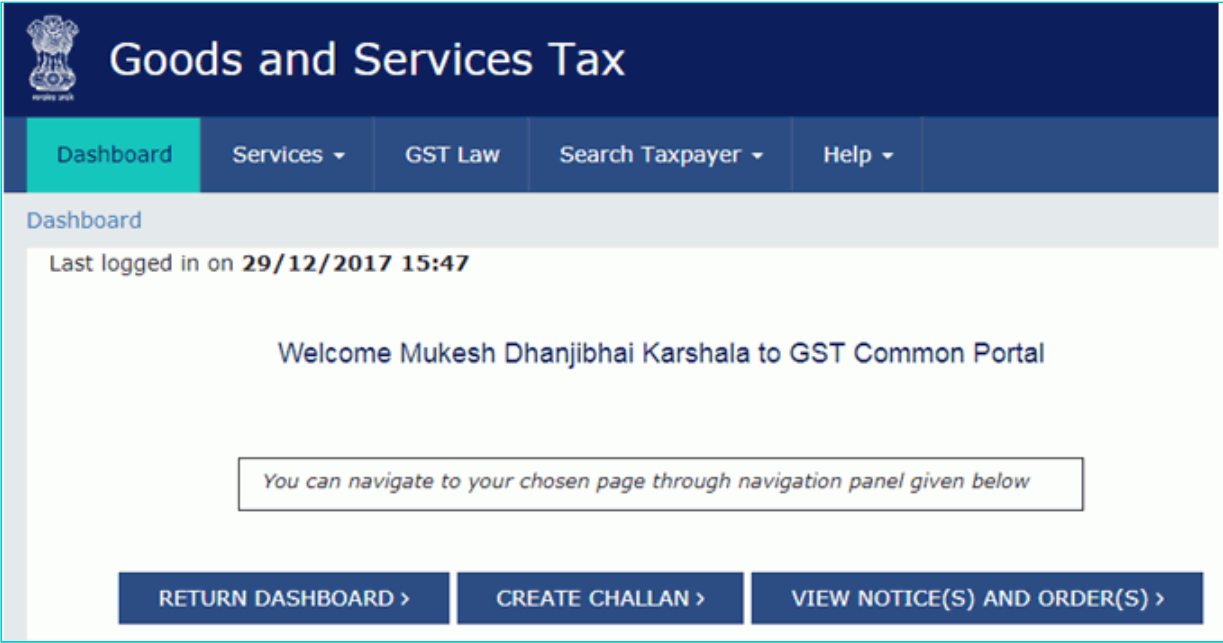 Goods and Services Tax
Dashboard Services GST Law Search Taxpayer Help
Dashboard
Last logged in on 29/12/2017 15:47
Welcome Mukesh Dhanjibhai Karshala to GST Common Portal
You can navigate to your chosen page through navigation panel given below
RETURN DASHBOARD > CREATE CHALLAN > VIEW NOTICE(S) AND ORDER(S) >